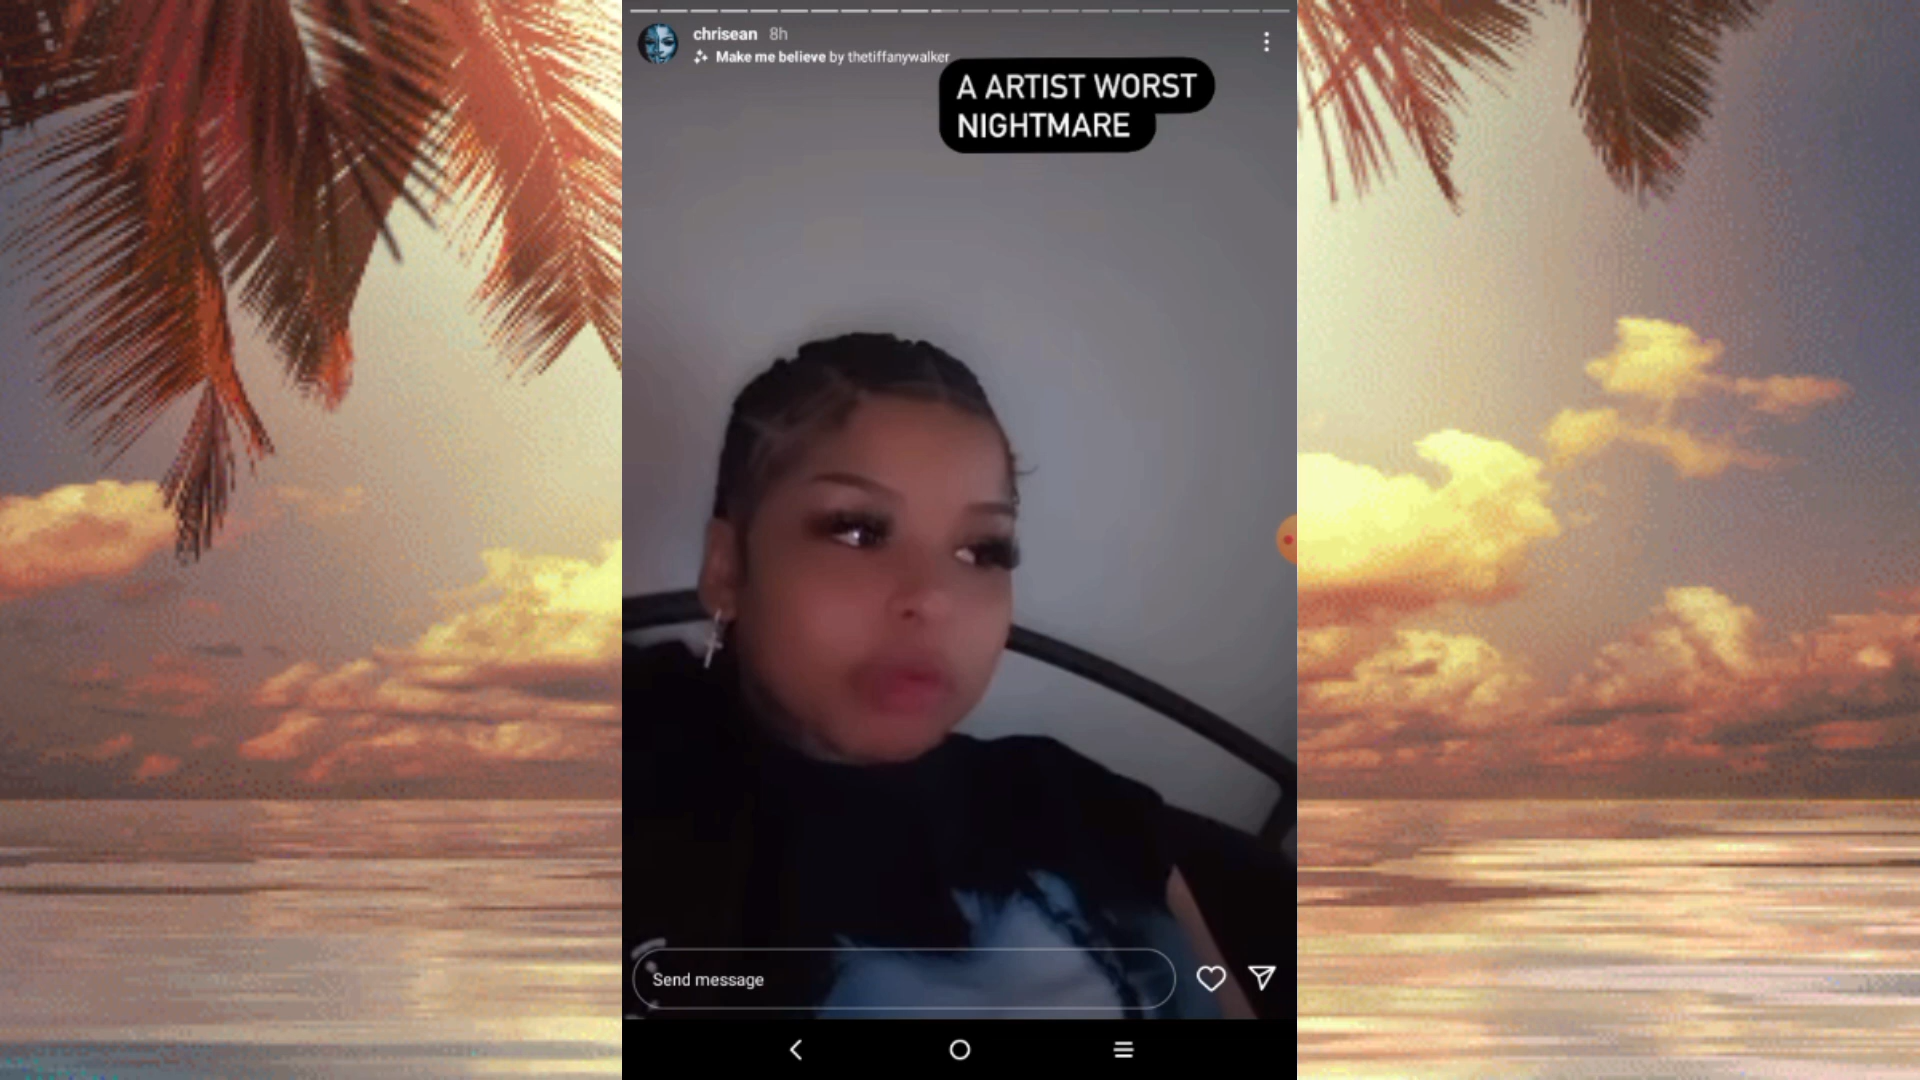 chrisean 8h
Make me believe by thetiffanywalker
A ARTIST WORST
NIGHTMARE
Send message